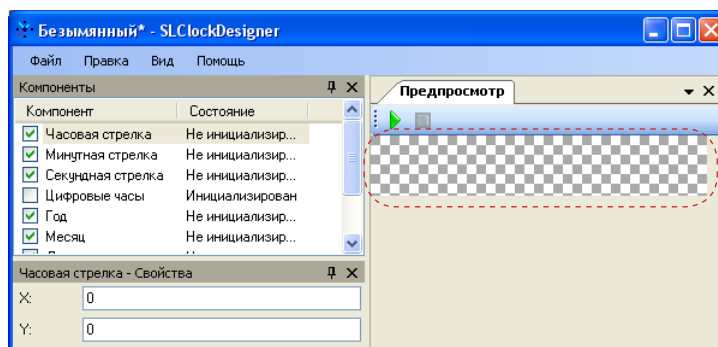 Безымянный* - SLClockDesigner
Файл Правка Вид Помощь
Компоненты
Компонент Состояние
Часовая стрелка Не инициализир...
Минутная стрелка Не инициализир...
Секундная стрелка Не инициализир...
Цифровые часы Инициализирован
Год Не инициализир...
Месяц Не инициализир...
Часовая стрелка - Свойства
X: 0
Y: 0
Предпросмотр